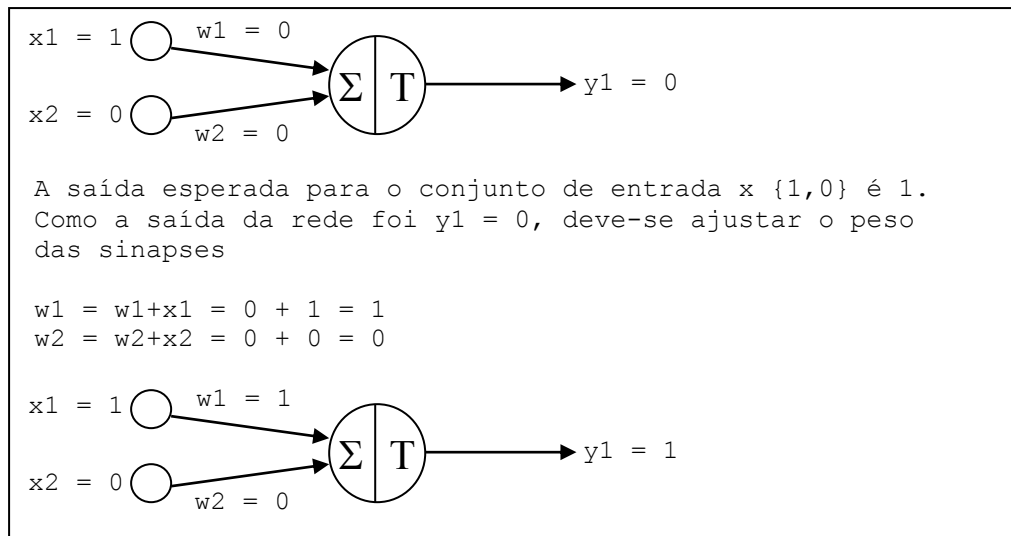 x1 = 1 w1 = 0
Σ T y1 = 0
x2 = 0
w2 = 0
A saída esperada para o conjunto de entrada x {1,0} é 1.
Como a saída da rede foi y1 = 0, deve-se ajustar o peso
das sinapses
w1 = w1+x1 = 0 + 1 = 1
w2 = w2+x2 = 0 + 0 = 0
x1 = 1 w1 = 1
Σ T y1 = 1
x2 = 0
w2 = 0